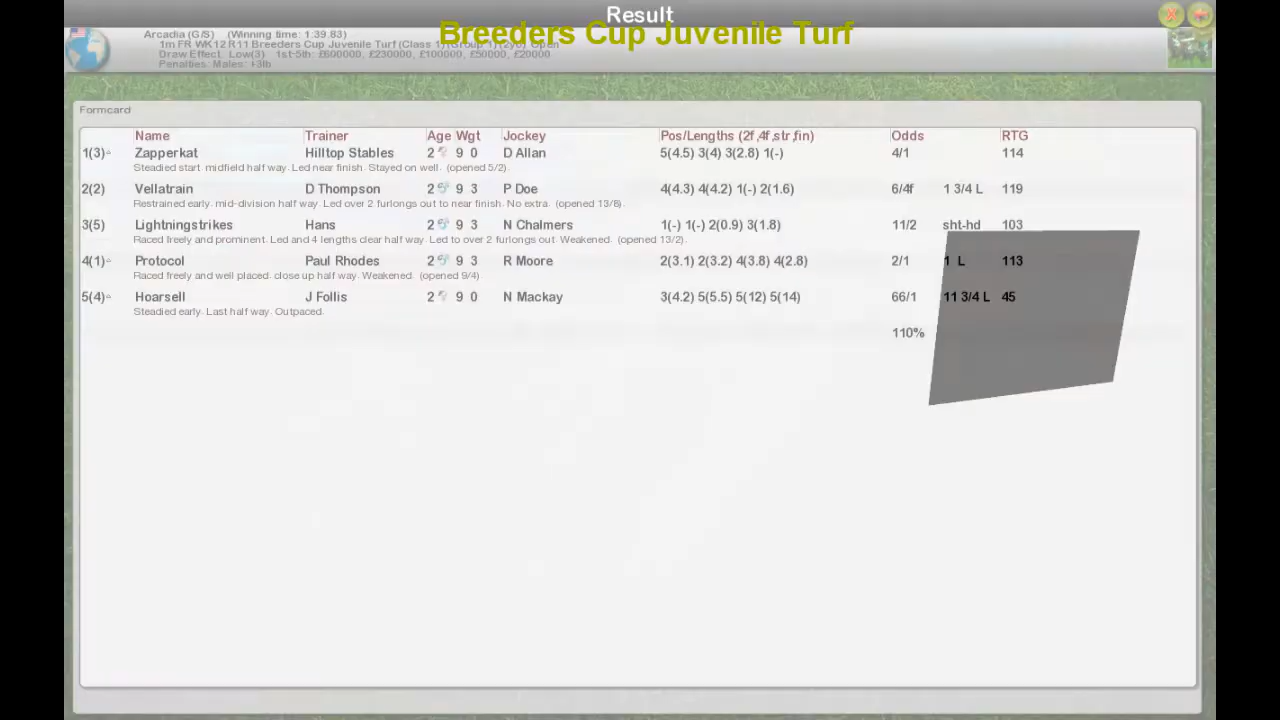 Result
Breeders Cup Juvenile Turf
Arcadia (G/S) (Winning time: 1:39.83)
1m FR WK12 R11 Breeders Cup Juvenile Turf (Class 1) (Group 1) (2yo) Open
Draw Effect. Low(3) 1st-5th: £600000, £230000, £100000, £50000, £20000
Penalties. Males: +3lb
Formcard
Name Trainer Age Wgt Jockey Pos/Lengths (2f,4f,str,fin) Odds RTG
1(3) Zapperkat Hilltop Stables 2 9 0 D Allan 5(4.5) 3(4) 3(2.8) 1(-) 4/1 114
Steadied start. midfield half way. Led near finish. Stayed on well. (opened 5/2).
2(2) Vellatrain D Thompson 2 9 3 P Doe 4(4.3) 4(4.2) 1(-) 2(1.6) 6/4f 1 3/4 L 119
Restrained early. mid-division half way. Led over 2 furlongs out to near finish. No extra. (opened 13/8).
3(5) Lightningstrikes Hans 2 9 3 N Chalmers 1(-) 1(-) 2(0.9) 3(1.8) 11/2 sht-hd 103
Raced freely and prominent. Led and 4 lengths clear half way. Led to over 2 furlongs out. Weakened. (opened 13/2).
4(1) Protocol Paul Rhodes 2 9 3 R Moore 2(3.1) 2(3.2) 4(3.8) 4(2.8) 2/1 1 L 113
Raced freely and well placed. close up half way. Weakened. (opened 9/4)
5(4) Hoarsell J Follis 2 9 0 N Mackay 3(4.2) 5(5.5) 5(12) 5(14) 66/1 11 3/4 L 45
Steadied early. Last half way. Outpaced.
110%